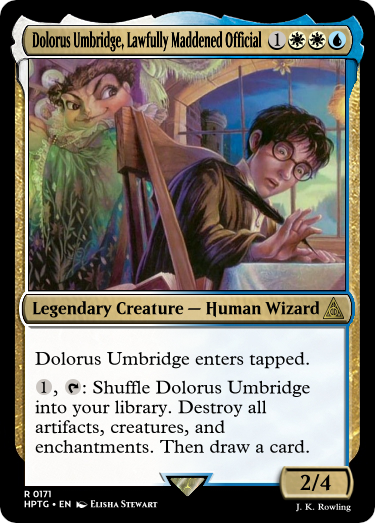 Dolorus Umbridge, Lawfully Maddened Official 1
Legendary Creature — Human Wizard
Dolorus Umbridge enters tapped.
1, : Shuffle Dolorus Umbridge
into your library. Destroy all
artifacts, creatures, and
enchantments. Then draw a card.
2/4
R 0171
HPTG • EN Elisha Stewart
J. K. Rowling